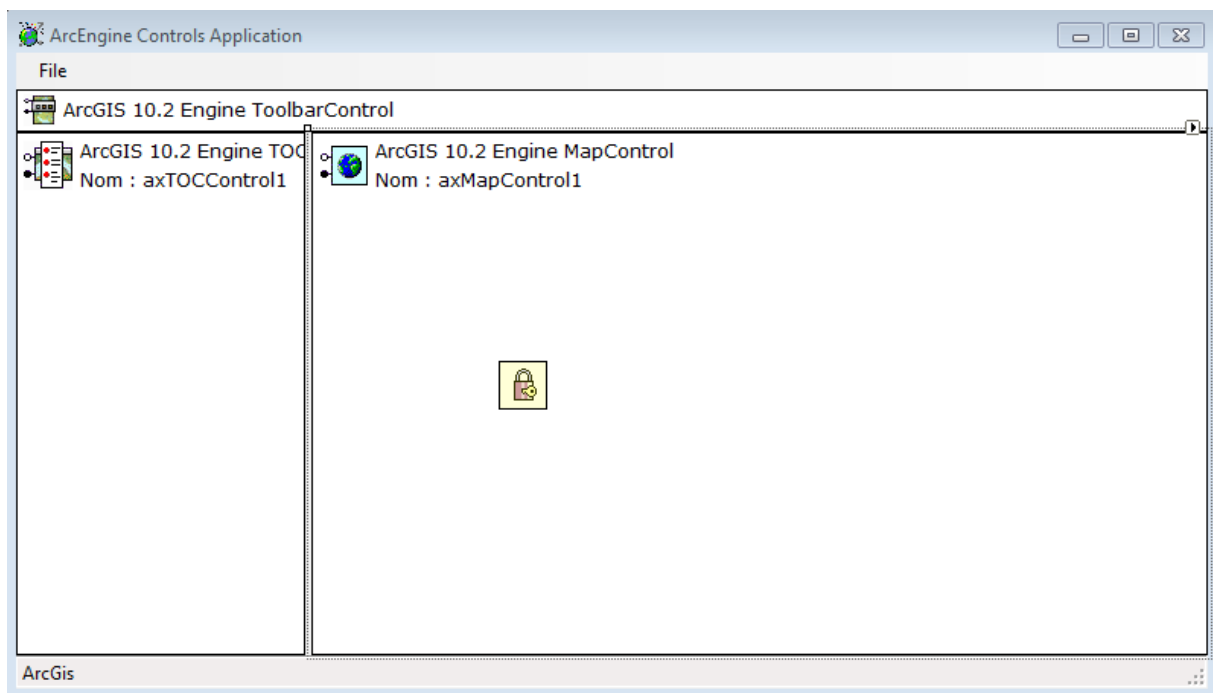 ArcEngine Controls Application
File
ArcGIS 10.2 Engine ToolbarControl
ArcGIS 10.2 Engine TOC
Nom : axTOCControl1
ArcGIS 10.2 Engine MapControl
Nom : axMapControl1
ArcGis